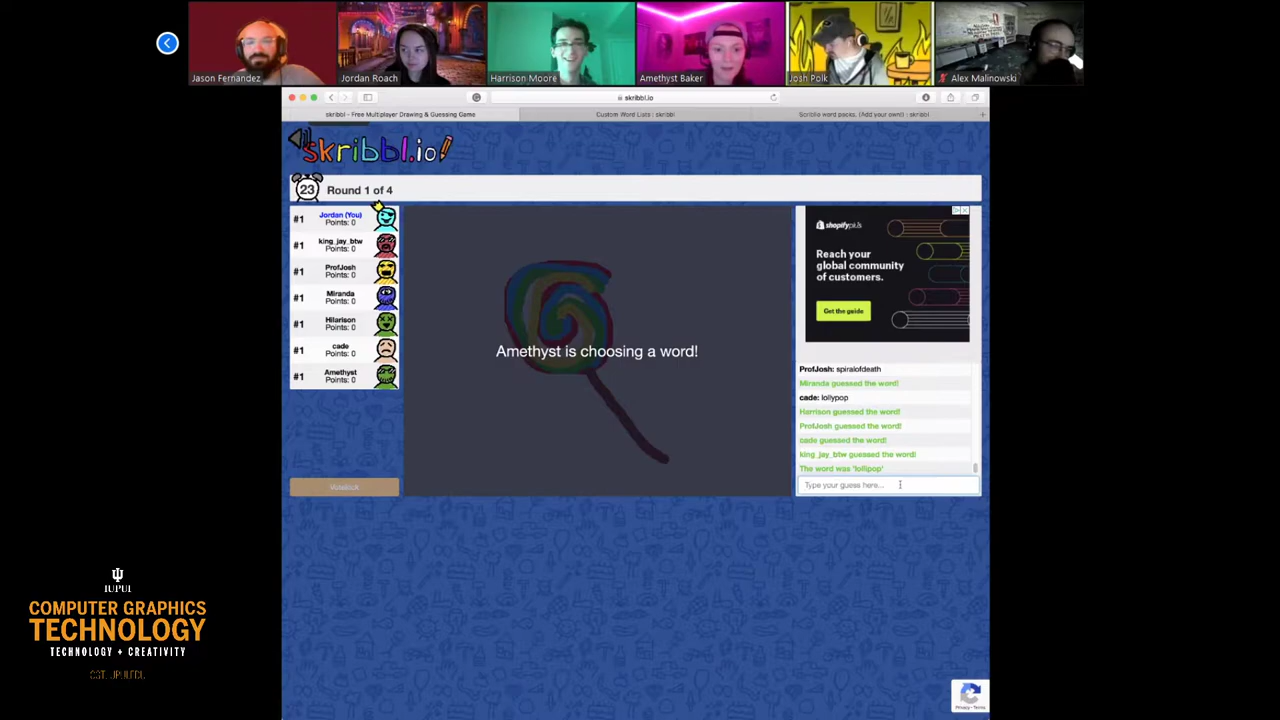 Jason Fernandez
Jordan Roach
Harrison Moore
Amethyst Baker
Josh Polk
Alex Malinowski
skribbl.io
skribbl - Free Multiplayer Drawing & Guessing Game
Custom Word Lists : skribbl
Scribble word packs. (Add your own!) : skribbl
skribbl.io
23
Round 1 of 4
#1
Jordan (You)
Points: 0
#1
king_jay_btw
Points: 0
#1
ProfJosh
Points: 0
#1
Miranda
Points: 0
#1
Hilarison
Points: 0
#1
cade
Points: 0
#1
Amethyst
Points: 0
Votekick
Amethyst is choosing a word!
shopifyplus
Reach your
global community
of customers.
Get the guide
ProfJosh: spiralofdeath
Miranda guessed the word!
cade: lollypop
Harrison guessed the word!
ProfJosh guessed the word!
cade guessed the word!
king_jay_btw guessed the word!
The word was 'lollipop'
Type your guess here...
IUPUI
COMPUTER GRAPHICS
TECHNOLOGY
TECHNOLOGY + CREATIVITY
Privacy - Terms